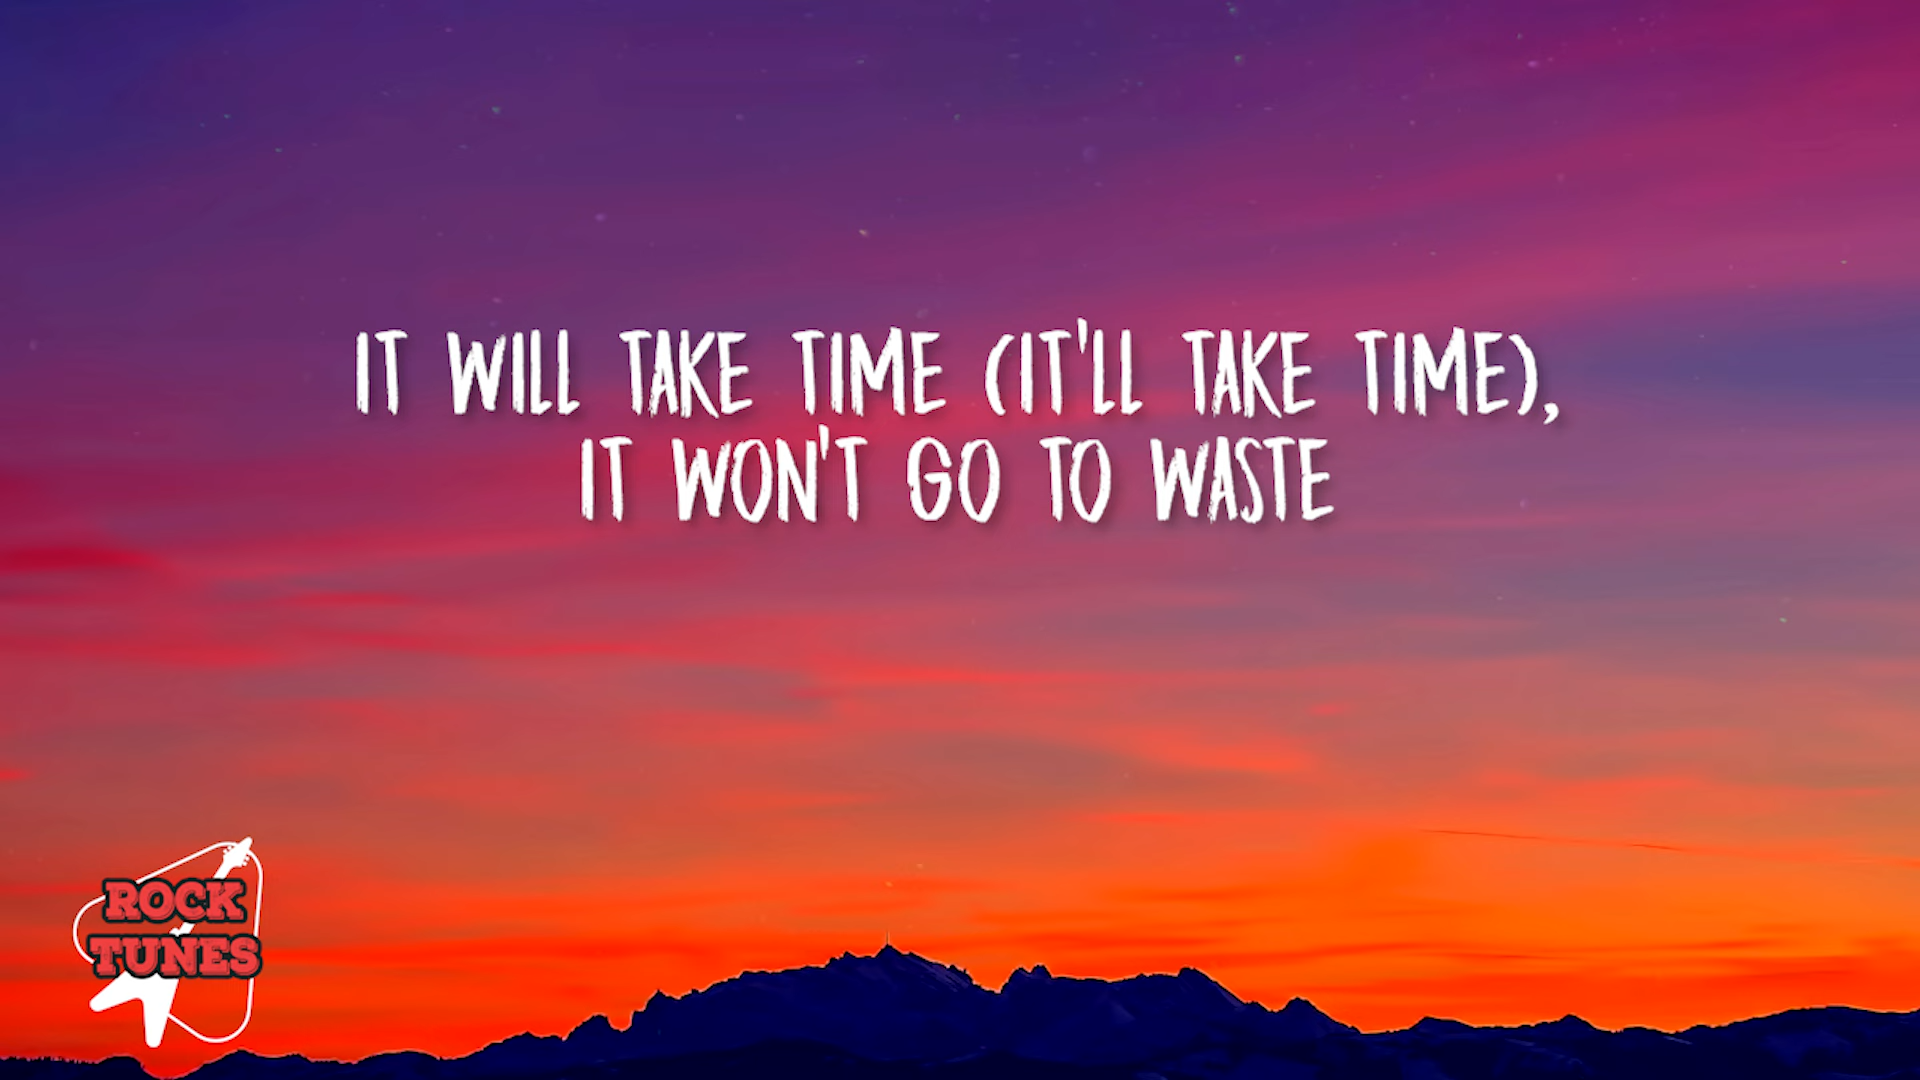 IT WILL TAKE TIME (IT'LL TAKE TIME),
IT WON'T GO TO WASTE
ROCK
TUNES